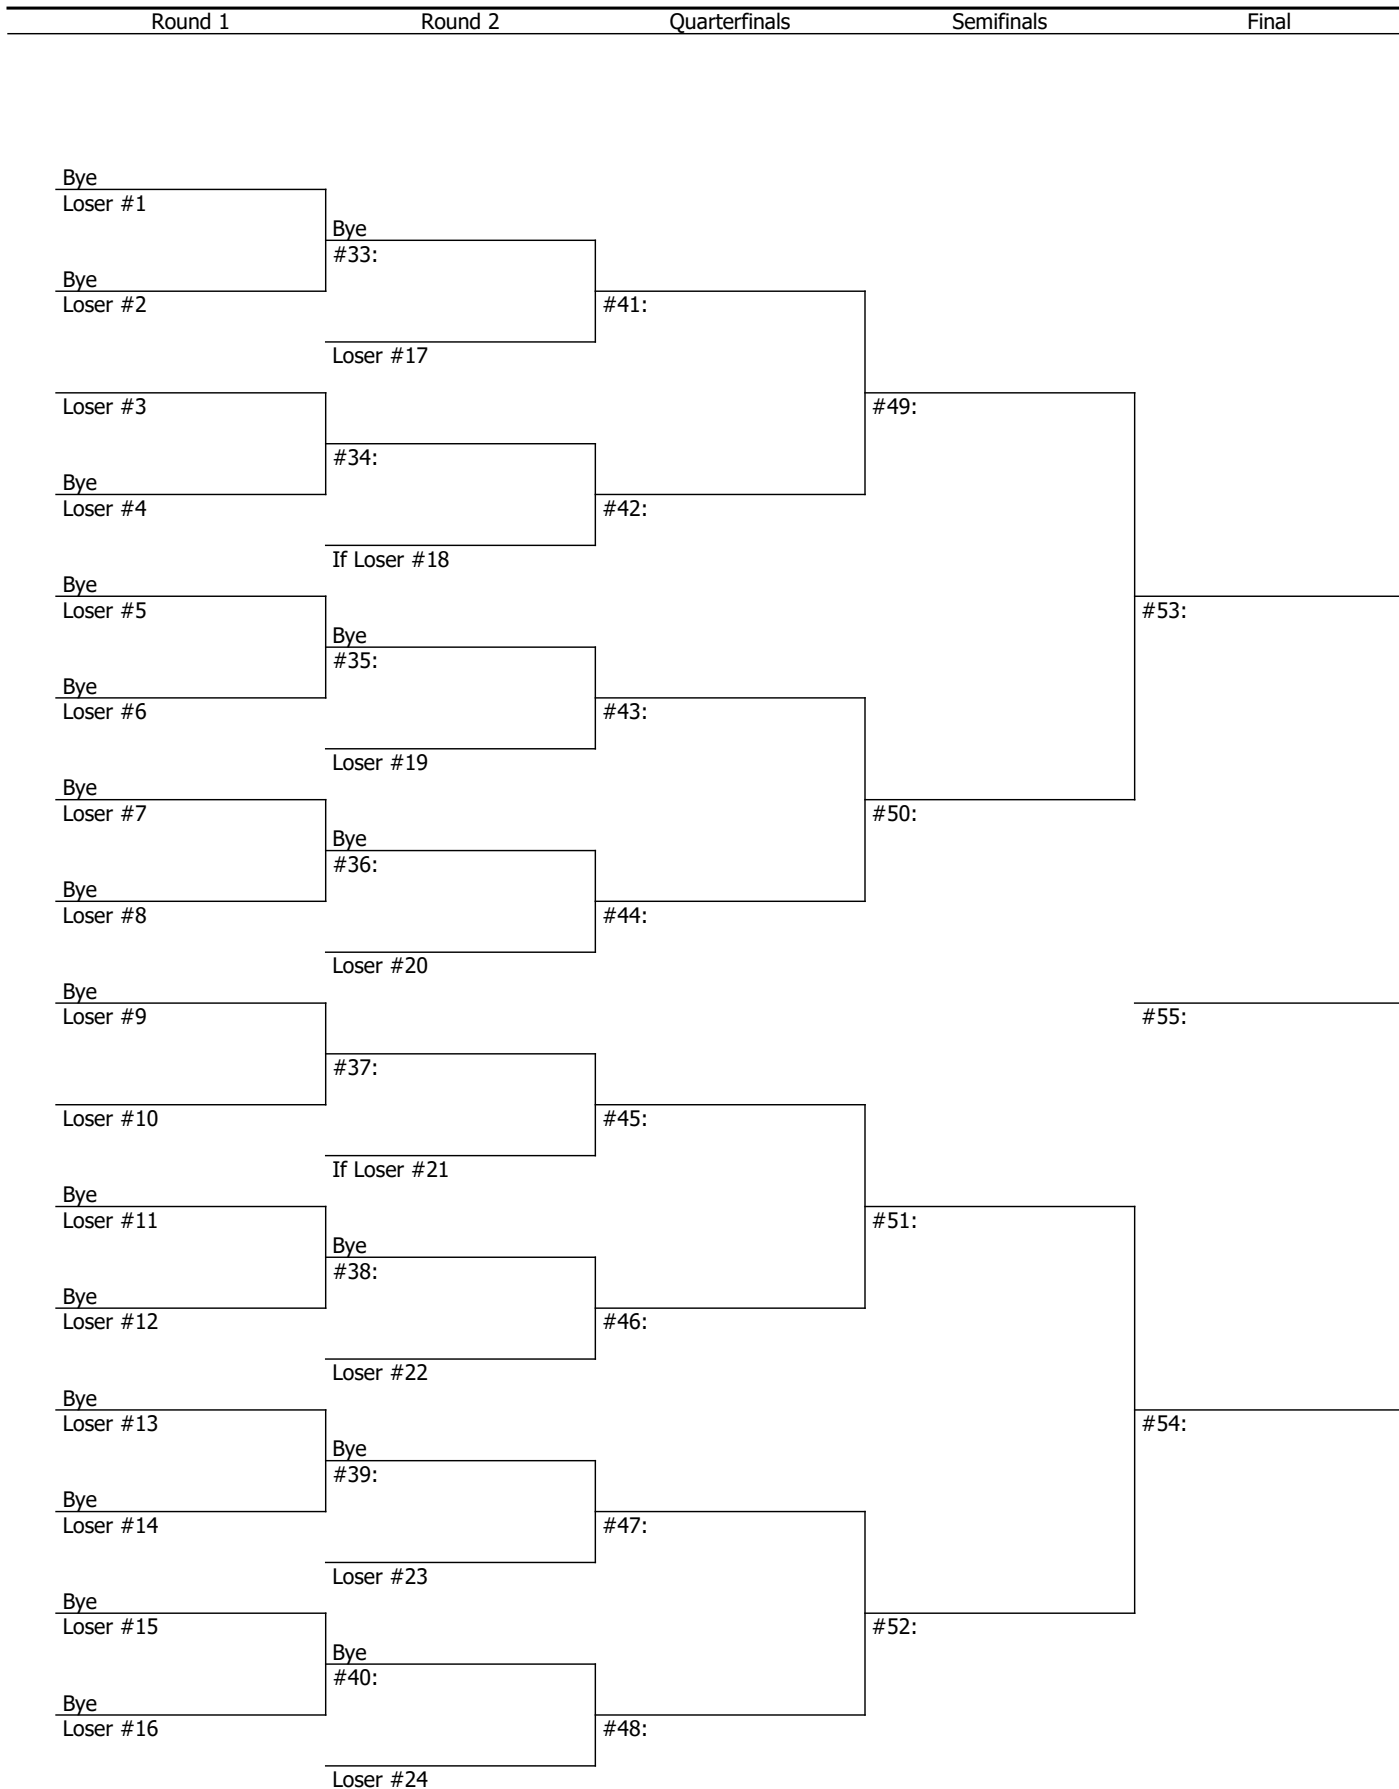 Round 1 Round 2 Quarterfinals Semifinals Final
Bye
Loser #1
Bye
#33:
Bye
Loser #2
#41:
Loser #17
Loser #3
#49:
#34:
Bye
Loser #4
#42:
If Loser #18
Bye
Loser #5
#53:
Bye
#35:
Bye
Loser #6
#43:
Loser #19
Bye
Loser #7
#50:
Bye
#36:
Bye
Loser #8
#44:
Loser #20
Bye
Loser #9
#55:
#37:
Loser #10
#45:
If Loser #21
Bye
Loser #11
#51:
Bye
#38:
Bye
Loser #12
#46:
Loser #22
Bye
Loser #13
#54:
Bye
#39:
Bye
Loser #14
#47:
Loser #23
Bye
Loser #15
#52:
Bye
#40:
Bye
Loser #16
#48:
Loser #24